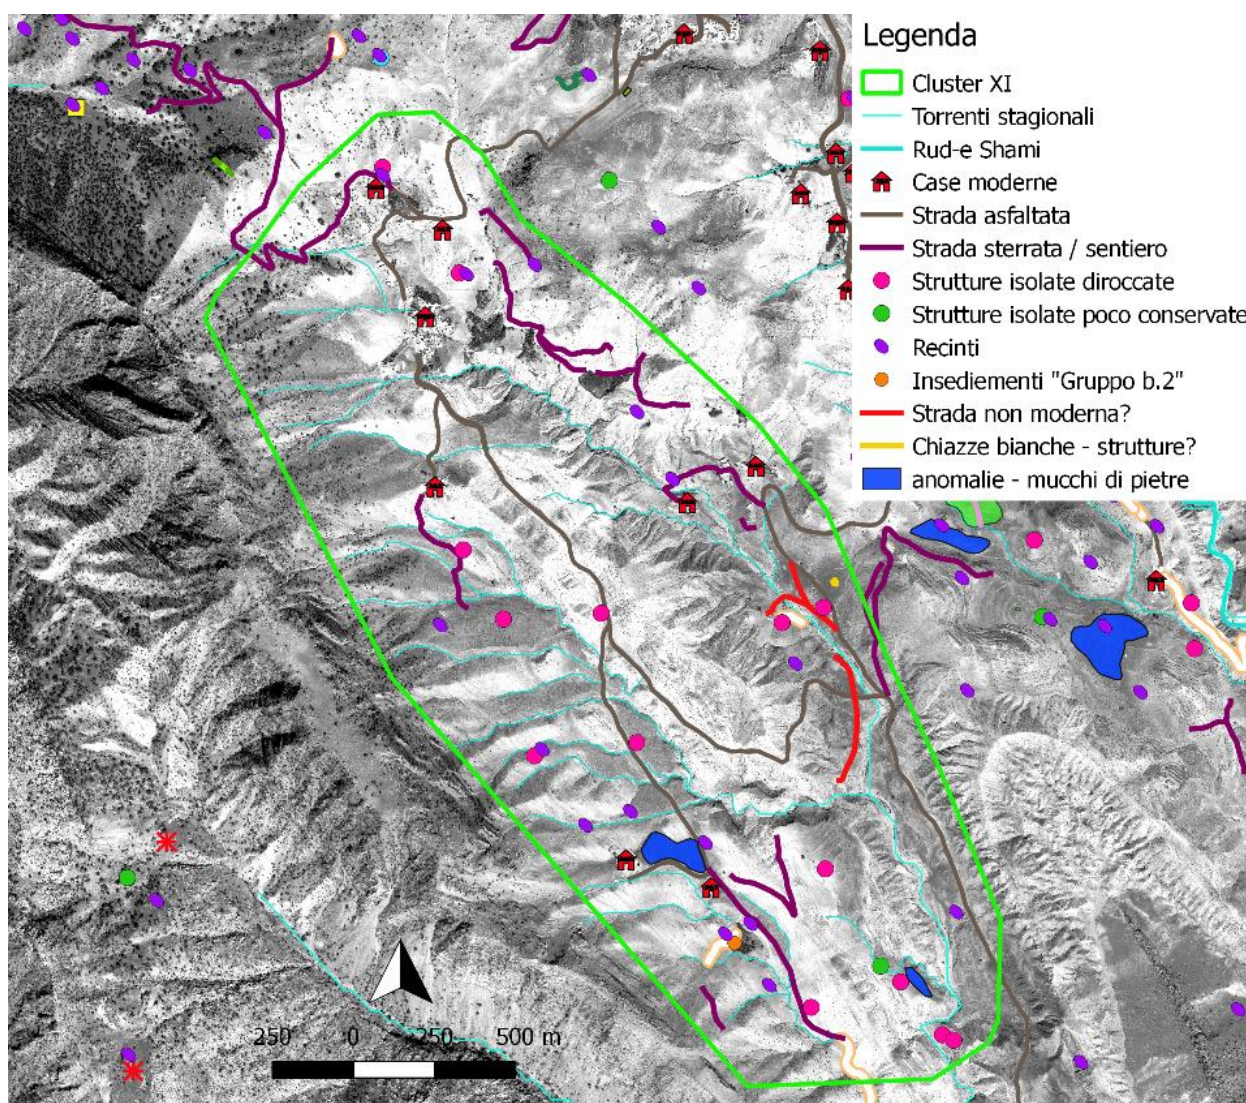 Legenda
Cluster XI
Torrenti stagionali
Rud-e Shami
Case moderne
Strada asfaltata
Strada sterrata / sentiero
Strutture isolate diroccate
Strutture isolate poco conservate
Recinti
Insediementi "Gruppo b.2"
Strada non moderna?
Chiazze bianche - strutture?
anomalie - mucchi di pietre
250 0 250 500 m